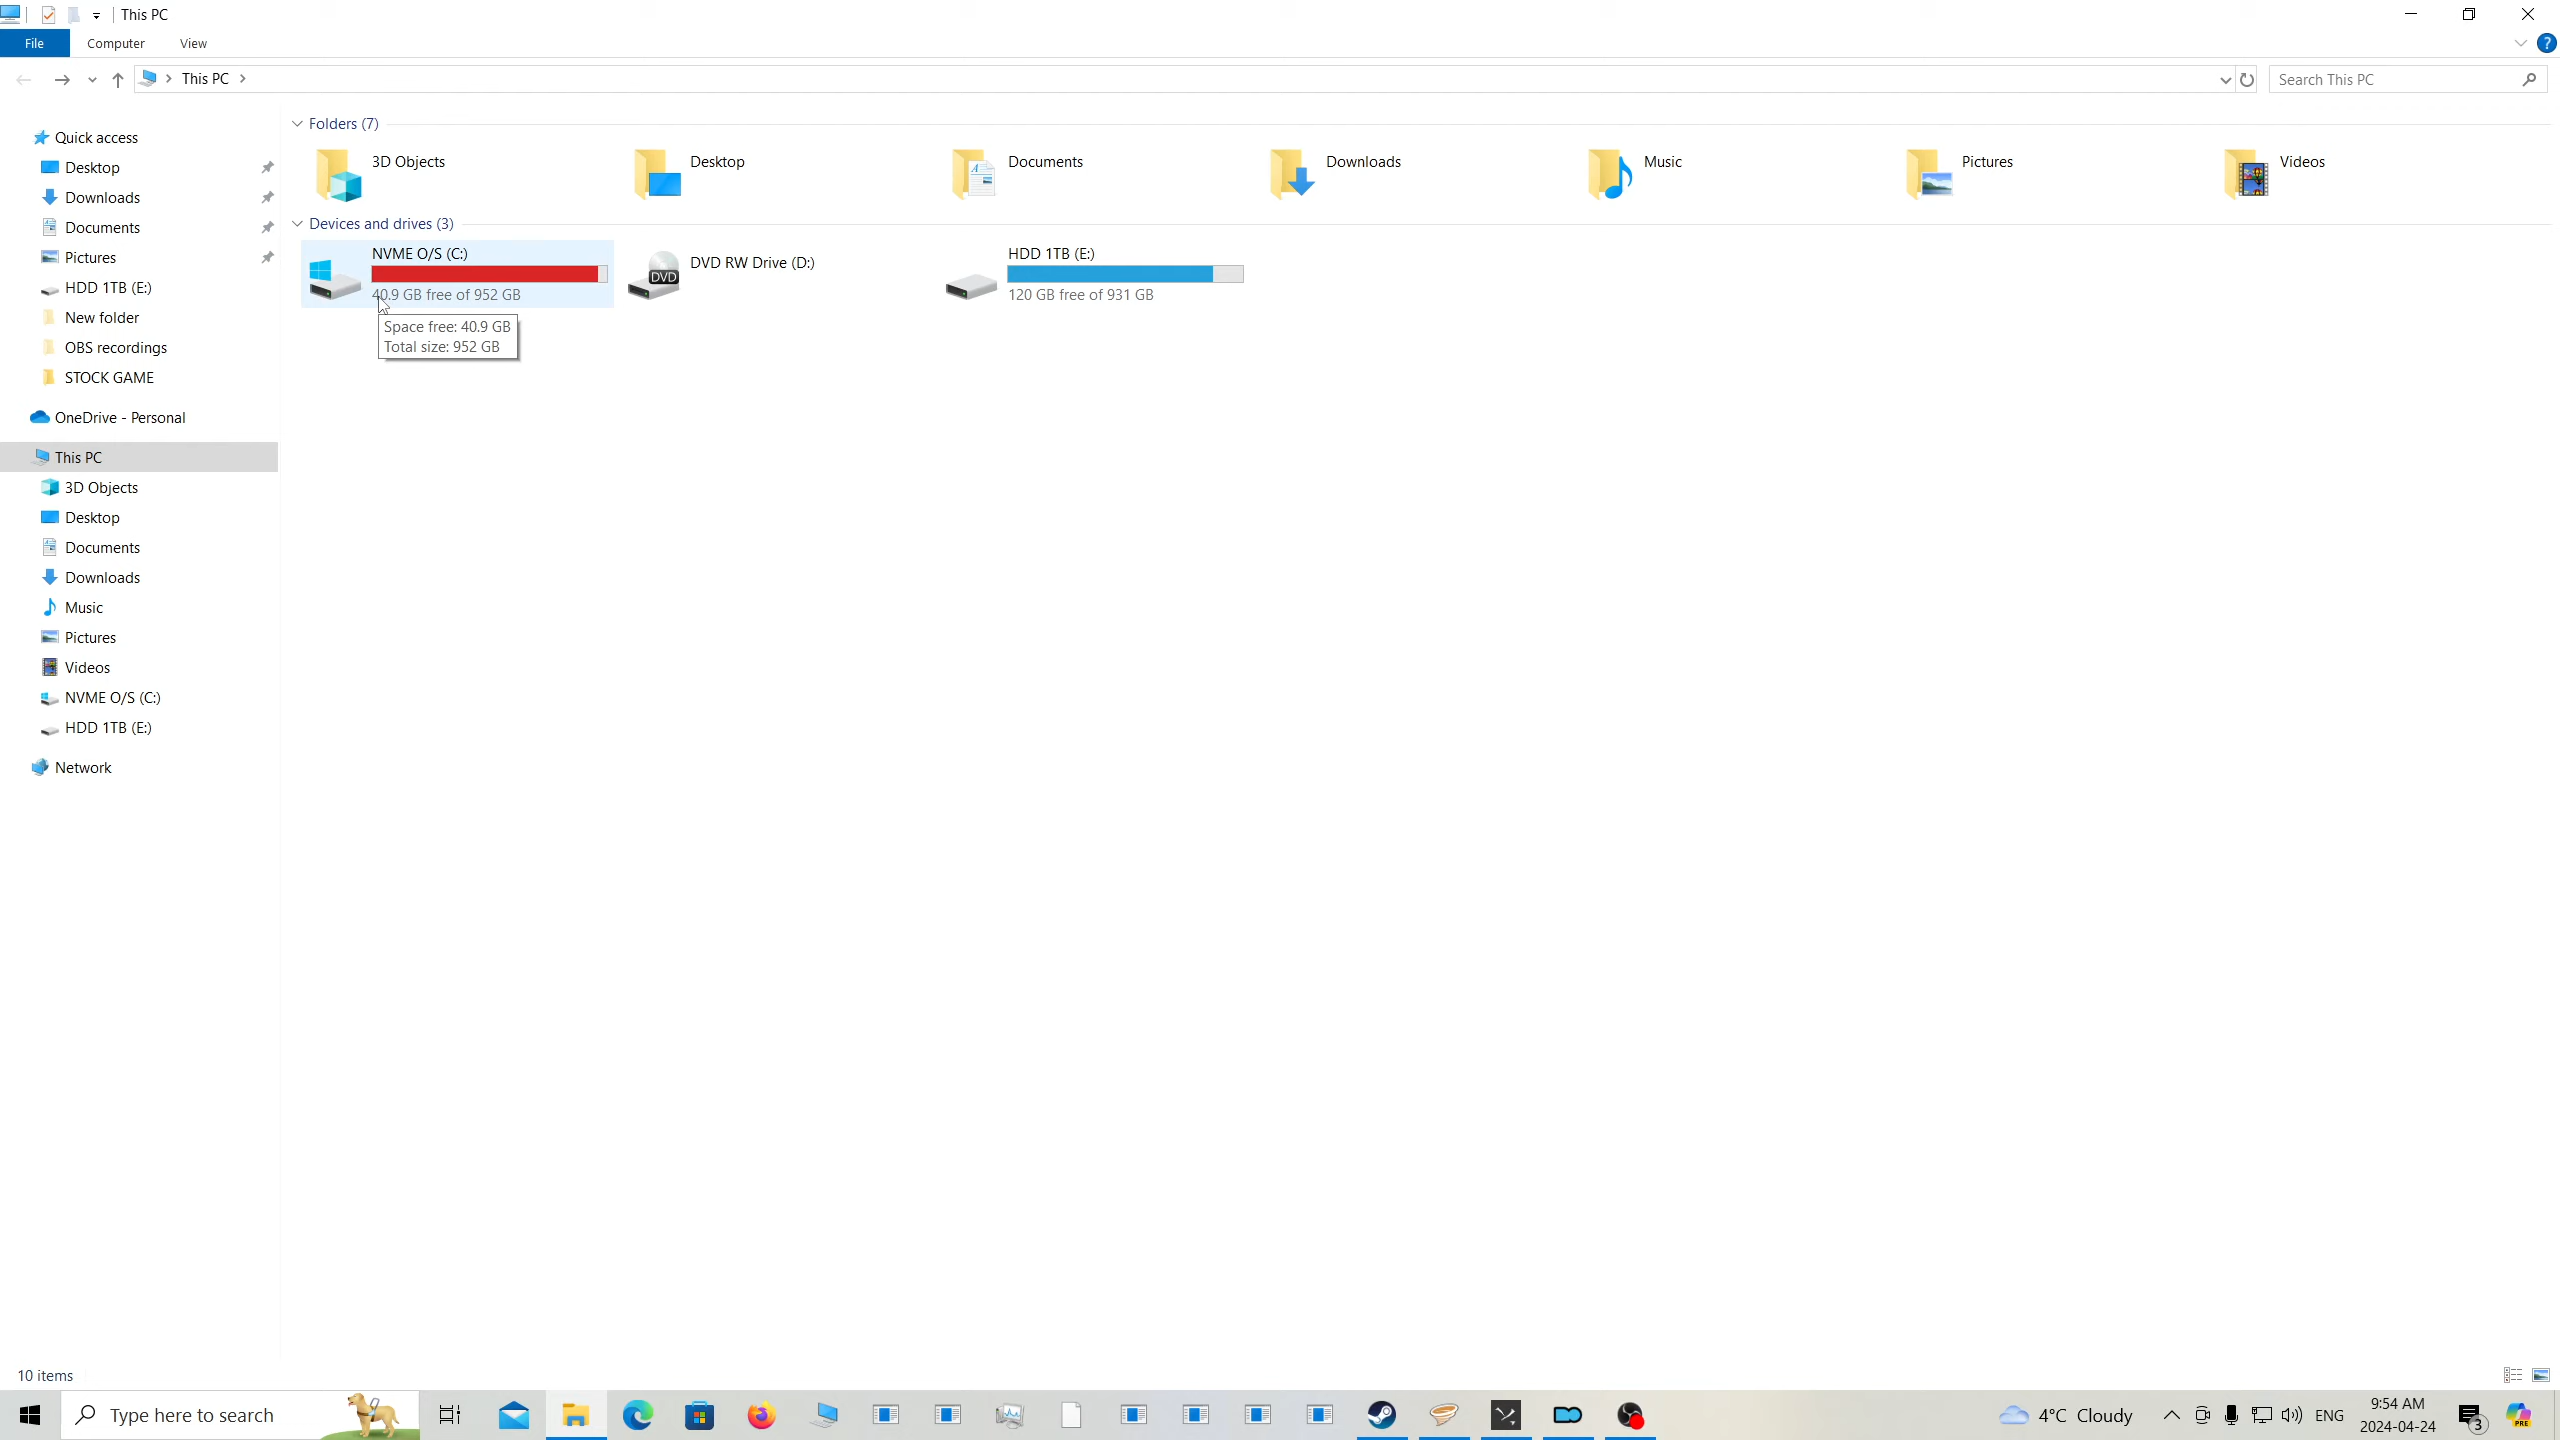 This PC
File
Computer
View
This PC
Search This PC
Quick access
Desktop
Downloads
Documents
Pictures
HDD 1TB (E:)
New folder
OBS recordings
STOCK GAME
OneDrive - Personal
This PC
3D Objects
Desktop
Documents
Downloads
Music
Pictures
Videos
NVME O/S (C:)
HDD 1TB (E:)
Network
Folders (7)
3D Objects
Desktop
Documents
Downloads
Music
Pictures
Videos
Devices and drives (3)
NVME O/S (C:)
40.9 GB free of 952 GB
DVD
DVD RW Drive (D:)
HDD 1TB (E:)
120 GB free of 931 GB
Space free: 40.9 GB
Total size: 952 GB
10 items
Type here to search
4°C Cloudy
ENG
9:54 AM
2024-04-24
3
PRE